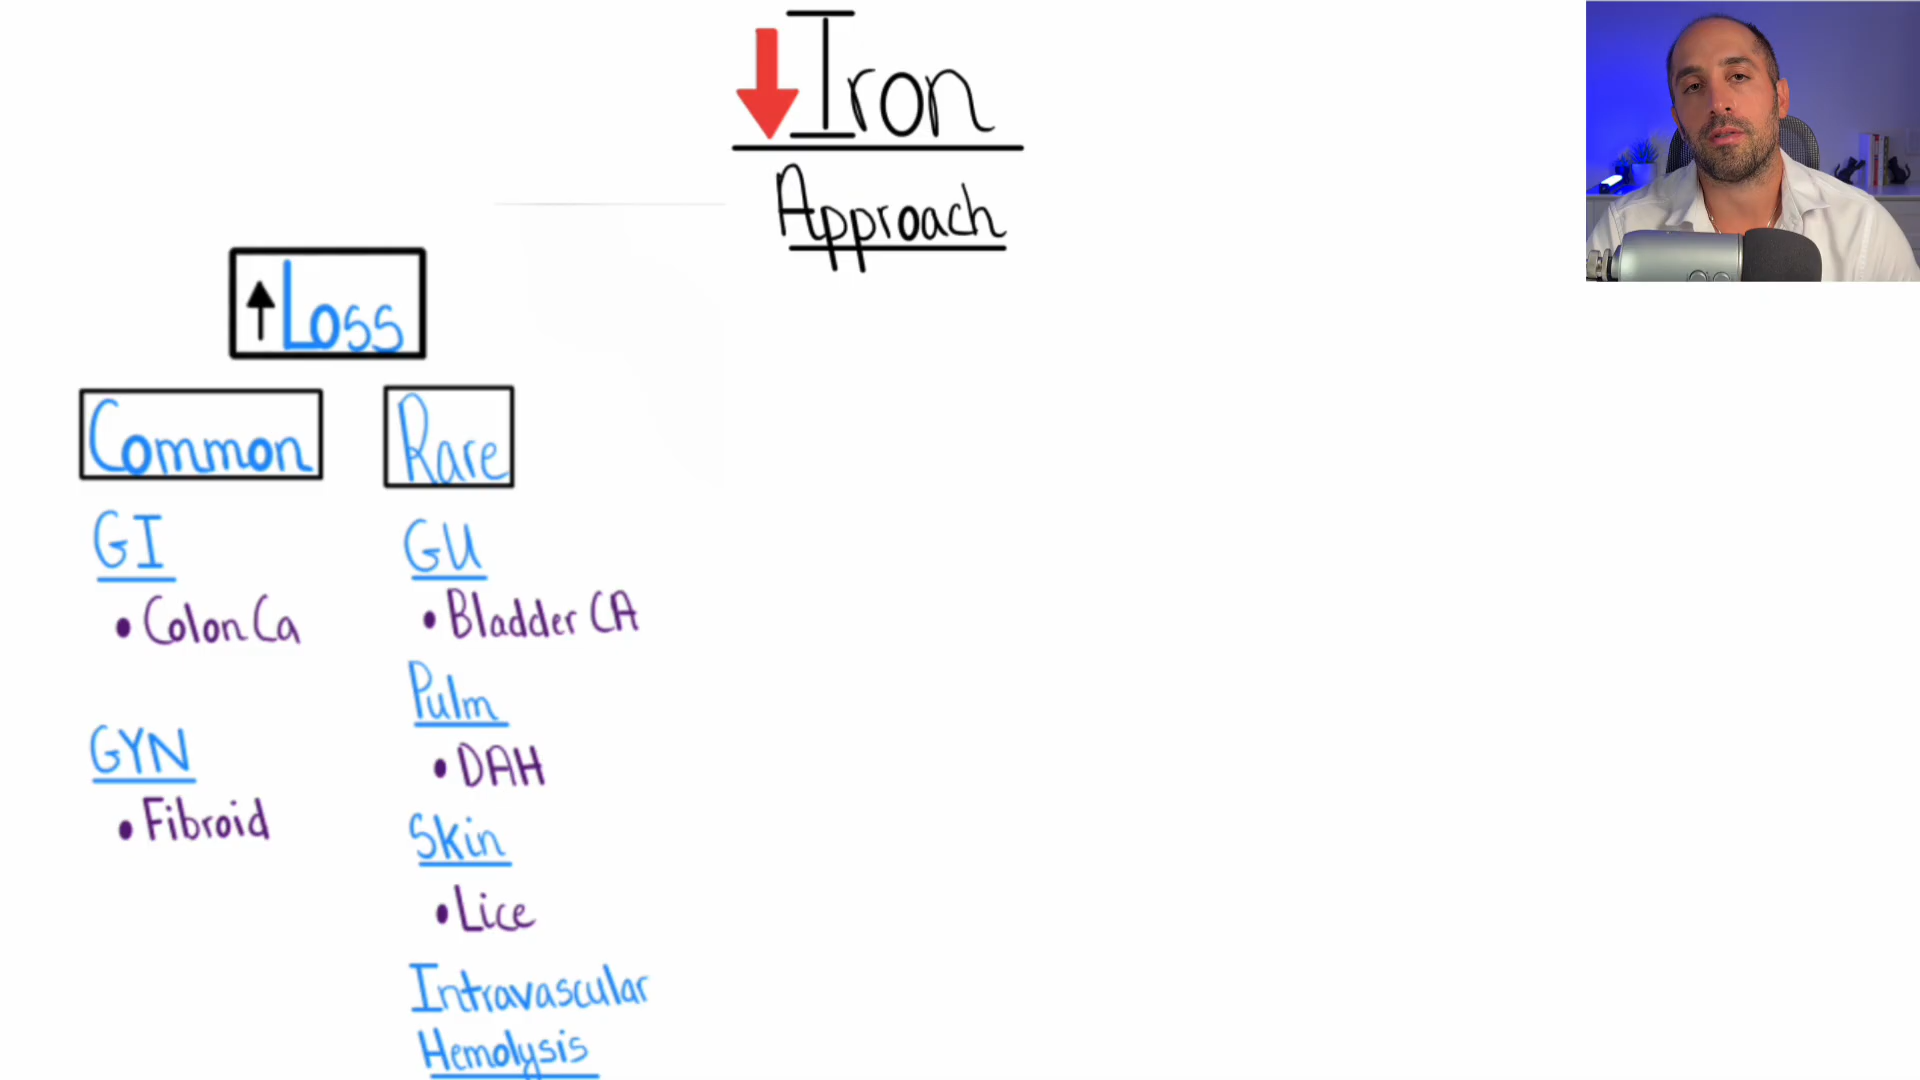 Iron
Approach
Loss
Common
GI
• Colon Ca
GYN
• Fibroid
Rare
GU
• Bladder CA
Pulm
• DAH
Skin
• Lice
Intravascular
Hemolysis